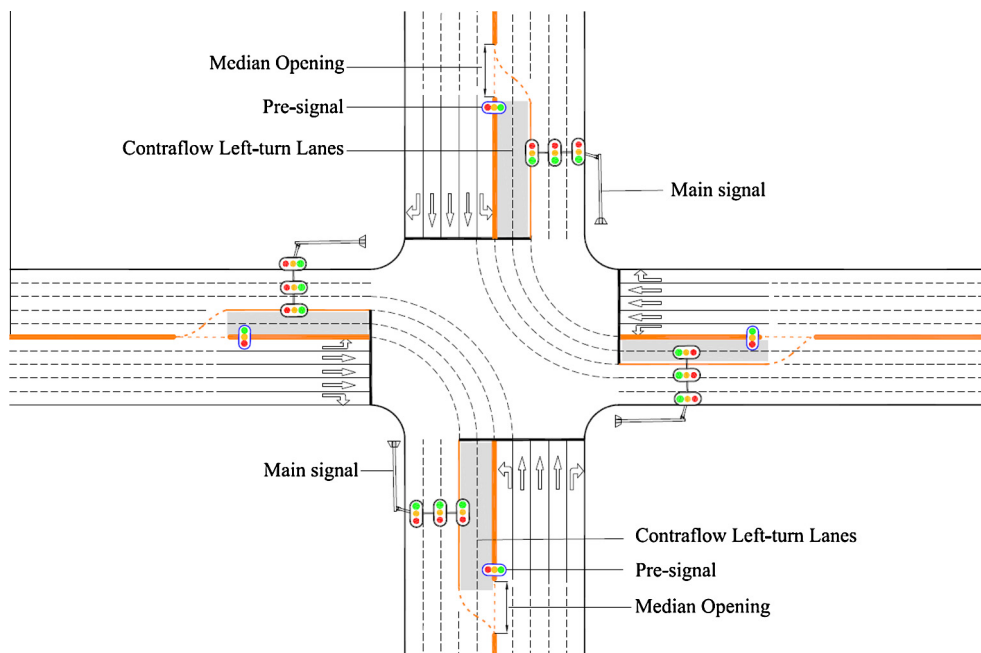 Median Opening
Pre-signal
Contraflow Left-turn Lanes
Main signal
Main signal
Contraflow Left-turn Lanes
Pre-signal
Median Opening